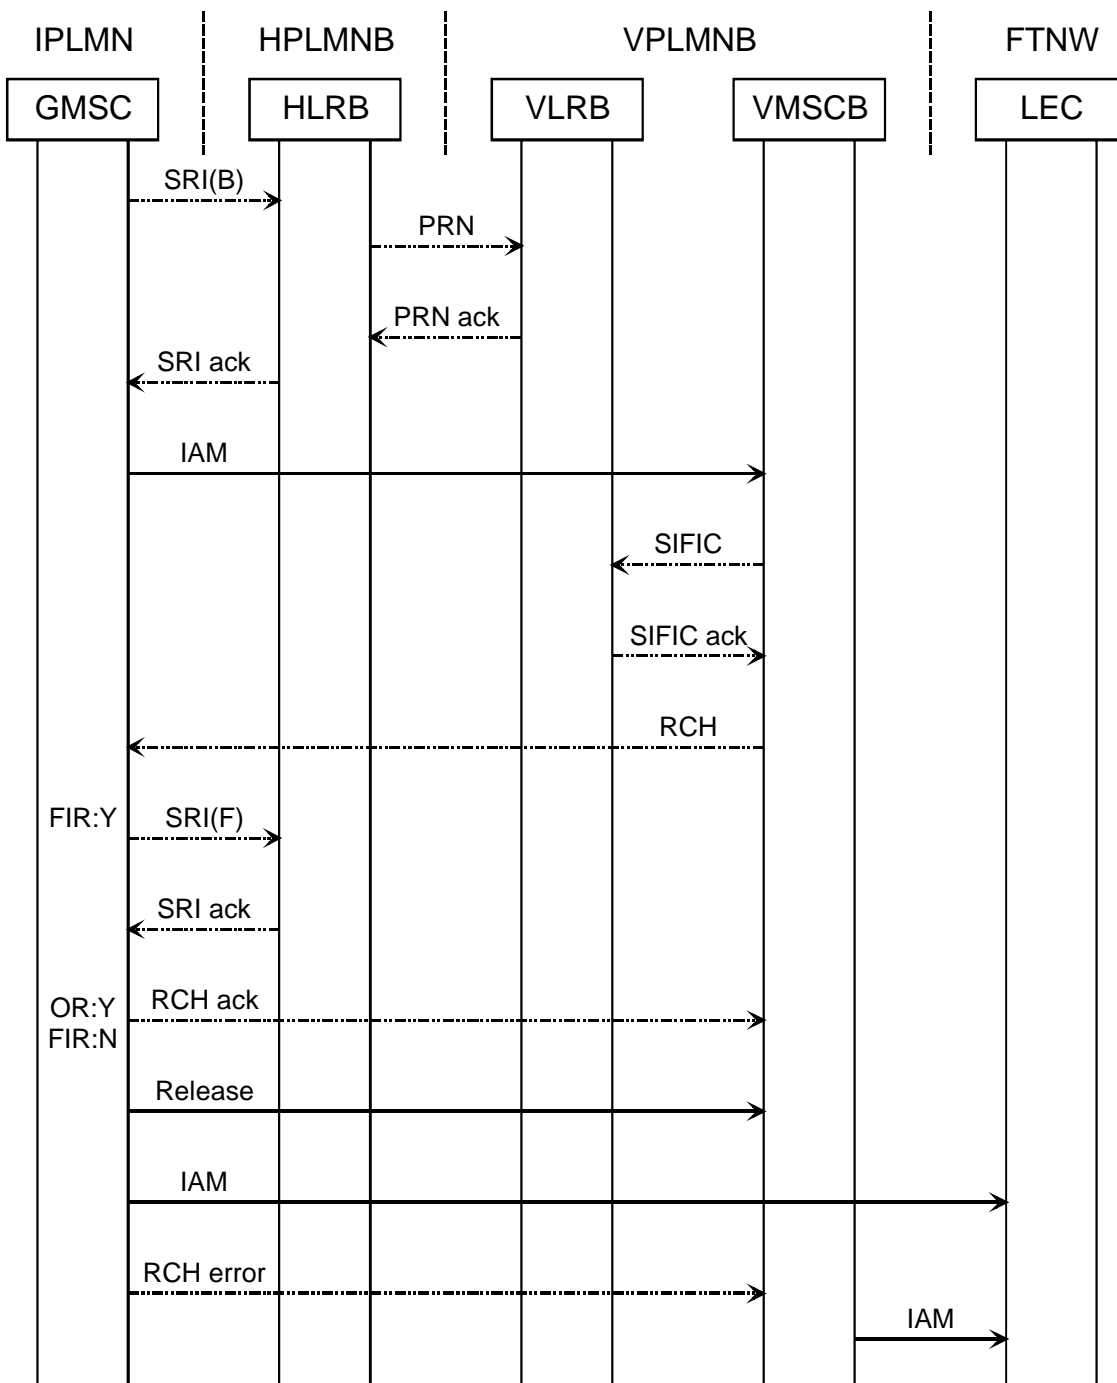 IPLMN HPLMNB VPLMNB FTNW
GMSC HLRB VLRB VMSCB LEC
SRI(B)
PRN
PRN ack
SRI ack
IAM
SIFIC
SIFIC ack
RCH
FIR:Y SRI(F)
SRI ack
OR:Y RCH ack
FIR:N
Release
IAM
RCH error
IAM